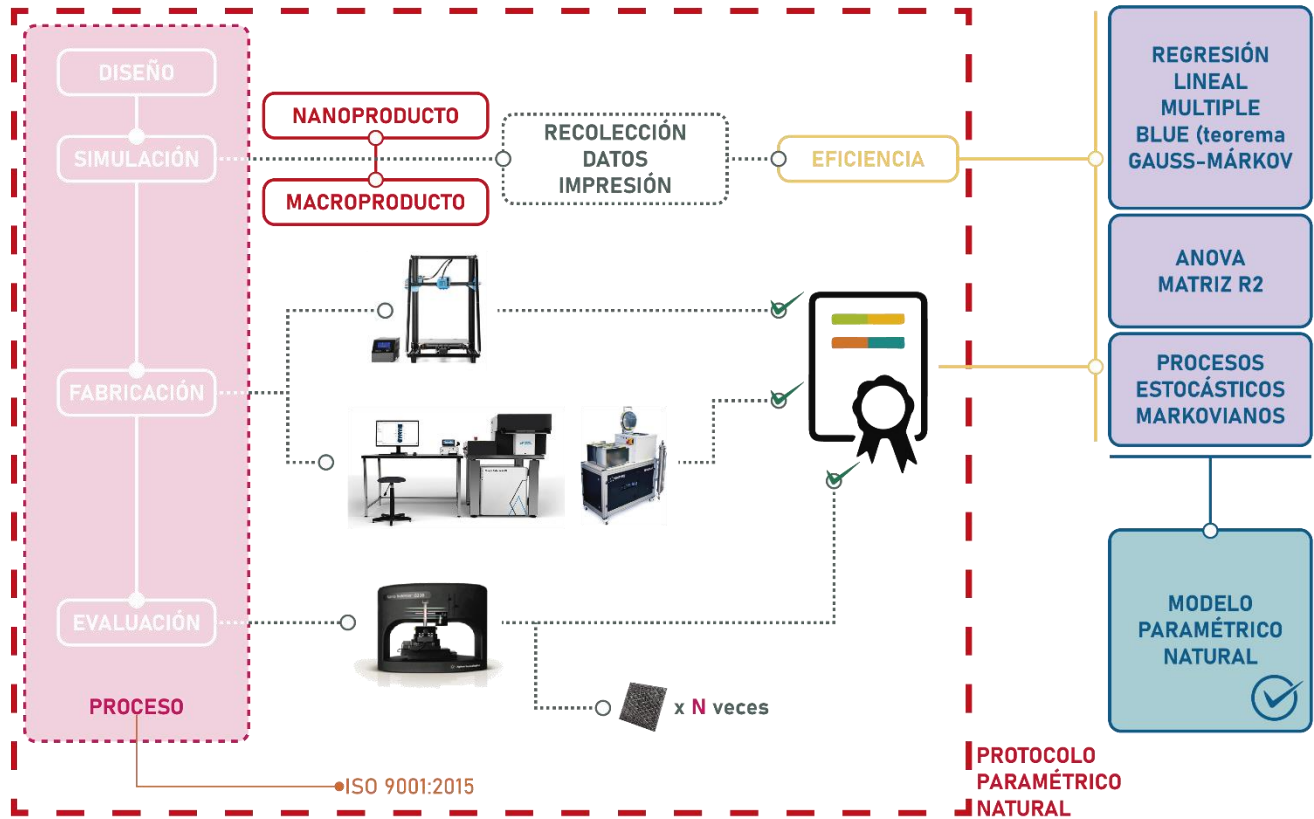 DISEÑO
SIMULACIÓN
FABRICACIÓN
EVALUACIÓN
PROCESO
ISO 9001:2015
NANOPRODUCTO
MACROPRODUCTO
RECOLECCIÓN
DATOS
IMPRESIÓN
EFICIENCIA
x N veces
PROTOCOLO
PARAMÉTRICO
NATURAL
REGRESIÓN
LINEAL
MULTIPLE
BLUE (teorema
GAUSS-MÁRKOV
ANOVA
MATRIZ R2
PROCESOS
ESTOCÁSTICOS
MARKOVIANOS
MODELO
PARAMÉTRICO
NATURAL